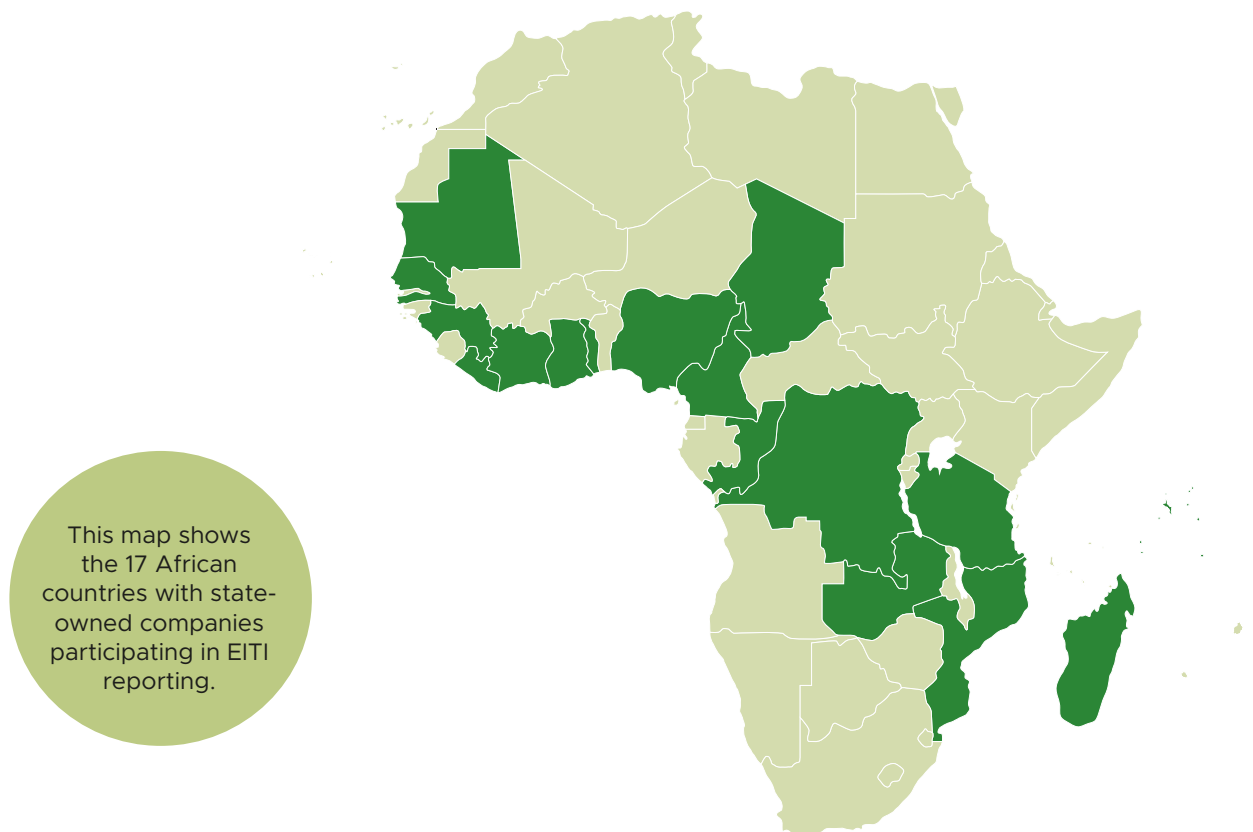 This map shows
the 17 African
countries with state-
owned companies
participating in EITI
reporting.